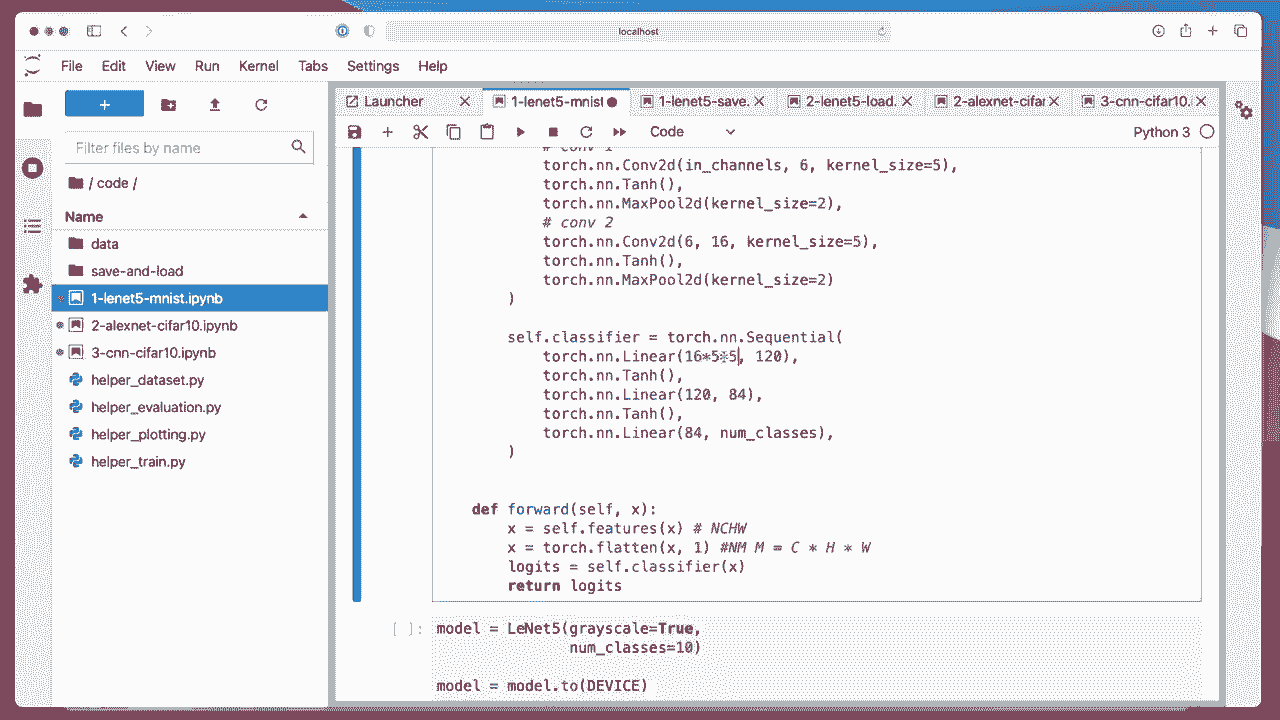 localhost
File Edit View Run Kernel Tabs Settings Help
Launcher
1-lenet5-mnist
1-lenet5-save.
2-lenet5-load.
2-alexnet-cifar
3-cnn-cifar10.
+
Code
Python 3
Filter files by name
/ code /
Name
data
save-and-load
1-lenet5-mnist.ipynb
2-alexnet-cifar10.ipynb
3-cnn-cifar10.ipynb
helper_dataset.py
helper_evaluation.py
helper_plotting.py
helper_train.py
# conv 1
torch.nn.Conv2d(in_channels, 6, kernel_size=5),
torch.nn.Tanh(),
torch.nn.MaxPool2d(kernel_size=2),
# conv 2
torch.nn.Conv2d(6, 16, kernel_size=5),
torch.nn.Tanh(),
torch.nn.MaxPool2d(kernel_size=2)
)
self.classifier = torch.nn.Sequential(
torch.nn.Linear(16*5*5, 120),
torch.nn.Tanh(),
torch.nn.Linear(120, 84),
torch.nn.Tanh(),
torch.nn.Linear(84, num_classes),
)
def forward(self, x):
x = self.features(x) # NCHW
x = torch.flatten(x, 1) #NM M = C * H * W
logits = self.classifier(x)
return logits
[ ]: model = LeNet5(grayscale=True,
num_classes=10)
model = model.to(DEVICE)